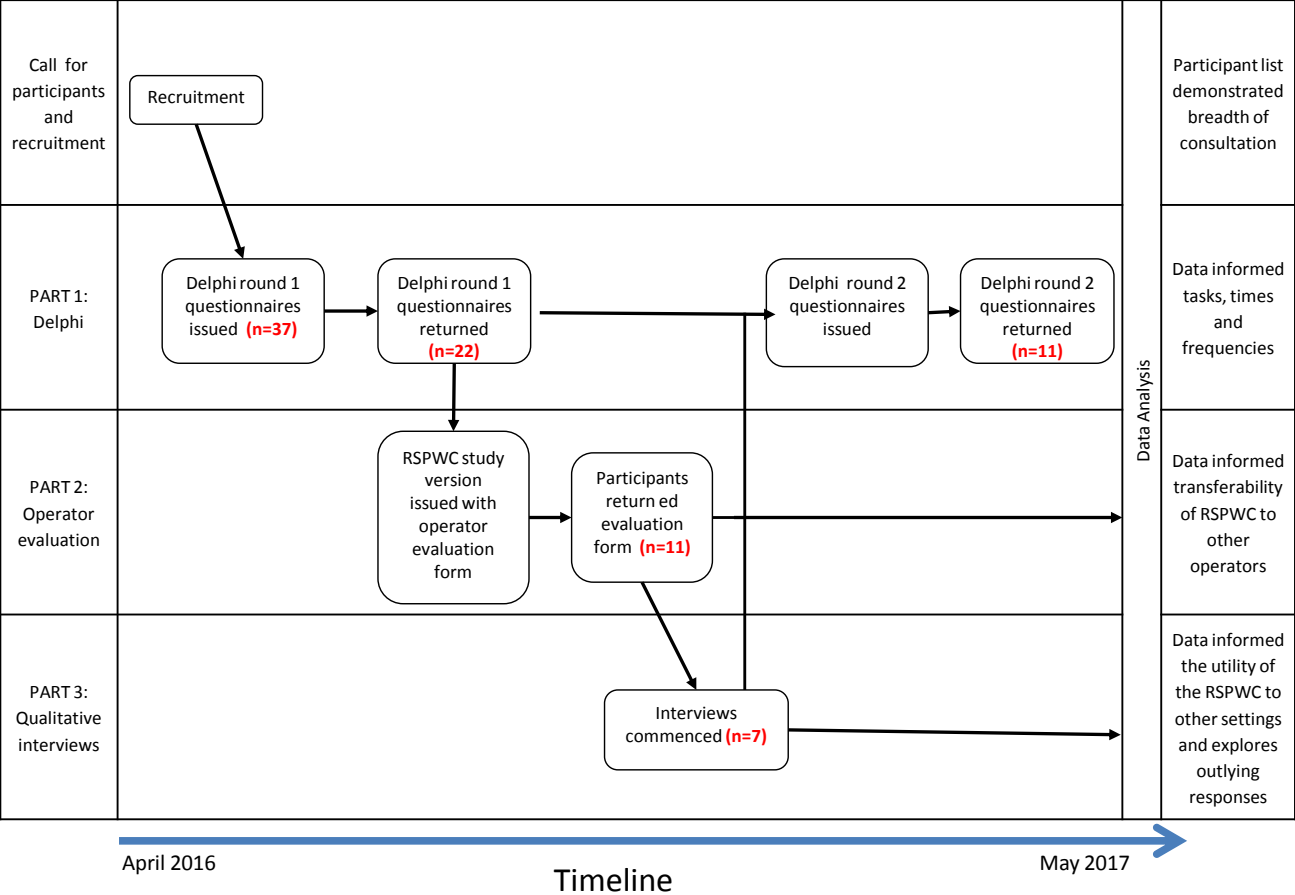 Call for
participants
and
recruitment
Recruitment
Participant list
demonstrated
breadth of
consultation
PART 1:
Delphi
Delphi round 1
questionnaires
issued (n=37)
Delphi round 1
questionnaires
returned
(n=22)
Delphi round 2
questionnaires
issued
Delphi round 2
questionnaires
returned
(n=11)
Data informed
tasks, times
and
frequencies
Data Analysis
PART 2:
Operator
evaluation
RSPWC study
version
issued with
operator
evaluation
form
Participants
return ed
evaluation
form (n=11)
Data informed
transferability
of RSPWC to
other
operators
PART 3:
Qualitative
interviews
Interviews
commenced (n=7)
Data informed
the utility of
the RSPWC to
other settings
and explores
outlying
responses
April 2016
May 2017
Timeline